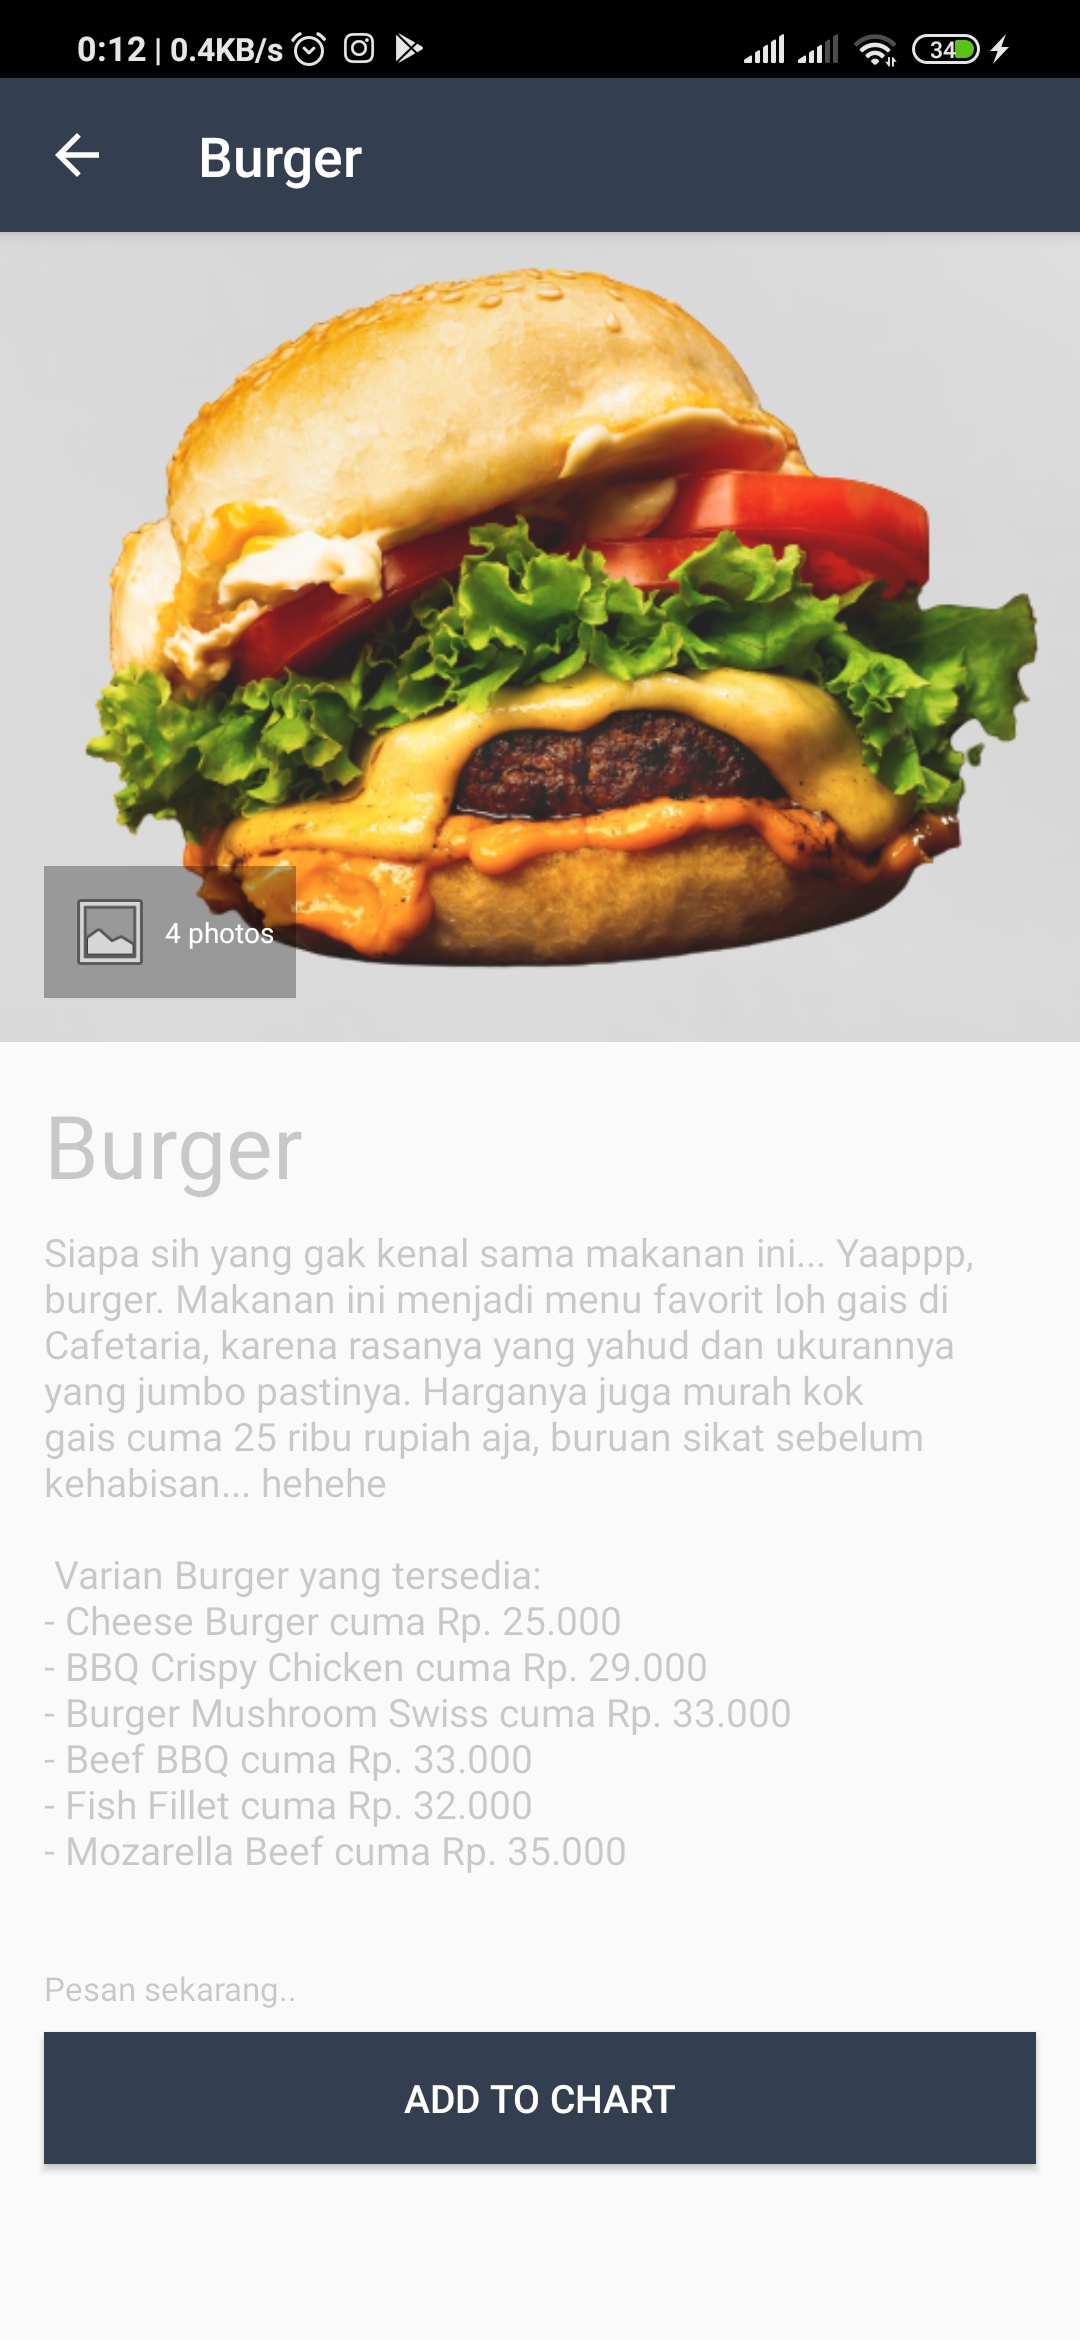 0:12 | 0.4KB/s 34
Burger
4 photos
Burger
Siapa sih yang gak kenal sama makanan ini... Yaappp,
burger. Makanan ini menjadi menu favorit loh gais di
Cafetaria, karena rasanya yang yahud dan ukurannya
yang jumbo pastinya. Harganya juga murah kok
gais cuma 25 ribu rupiah aja, buruan sikat sebelum
kehabisan... hehehe
Varian Burger yang tersedia:
- Cheese Burger cuma Rp. 25.000
- BBQ Crispy Chicken cuma Rp. 29.000
- Burger Mushroom Swiss cuma Rp. 33.000
- Beef BBQ cuma Rp. 33.000
- Fish Fillet cuma Rp. 32.000
- Mozarella Beef cuma Rp. 35.000
Pesan sekarang..
ADD TO CHART